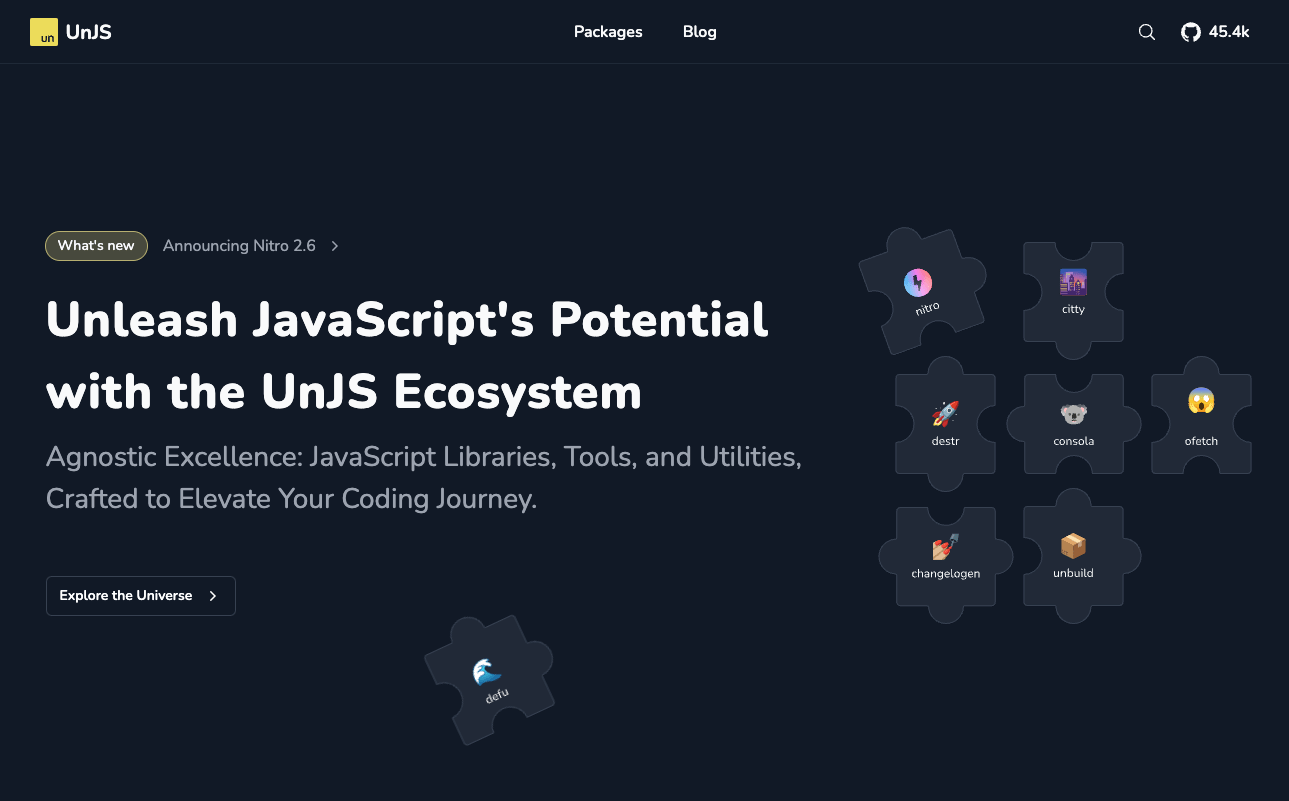 un UnJS
Packages
Blog
45.4k
What's new
Announcing Nitro 2.6
Unleash JavaScript's Potential
with the UnJS Ecosystem
Agnostic Excellence: JavaScript Libraries, Tools, and Utilities,
Crafted to Elevate Your Coding Journey.
Explore the Universe
nitro
citty
destr
consola
ofetch
changelogen
unbuild
defu